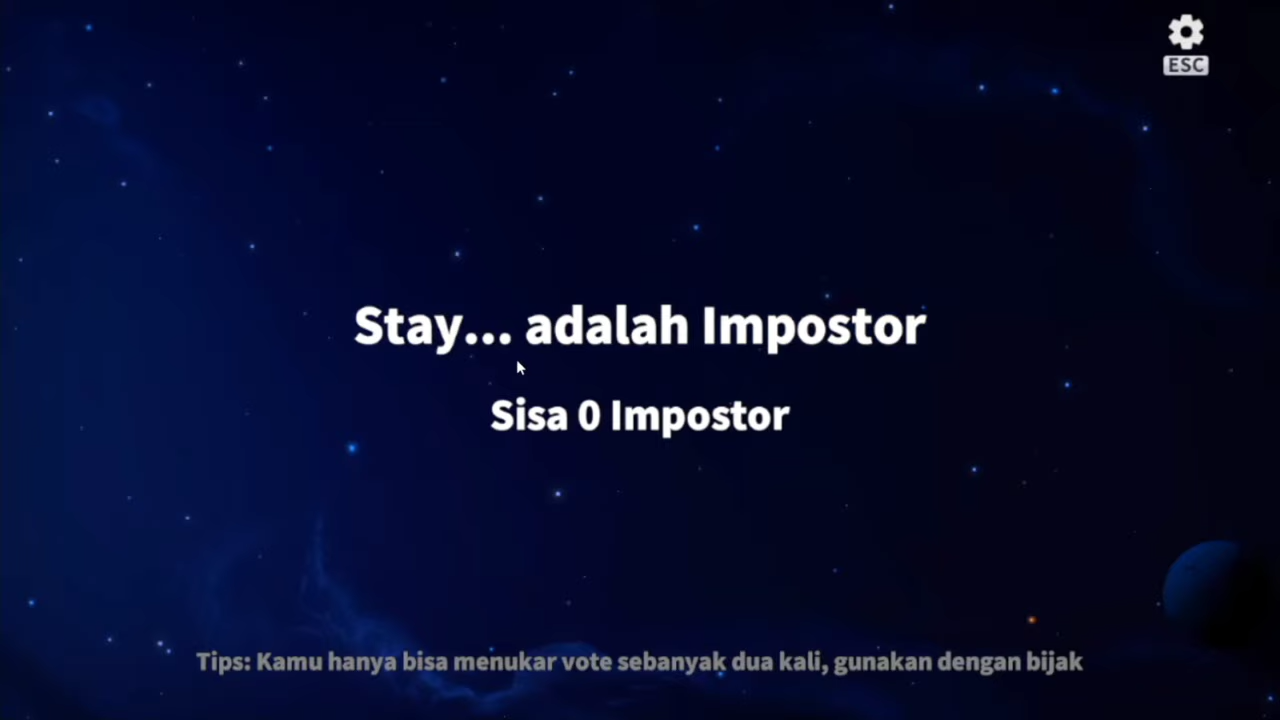 ESC
Stay... adalah Impostor
Sisa 0 Impostor
Tips: Kamu hanya bisa menukar vote sebanyak dua kali, gunakan dengan bijak